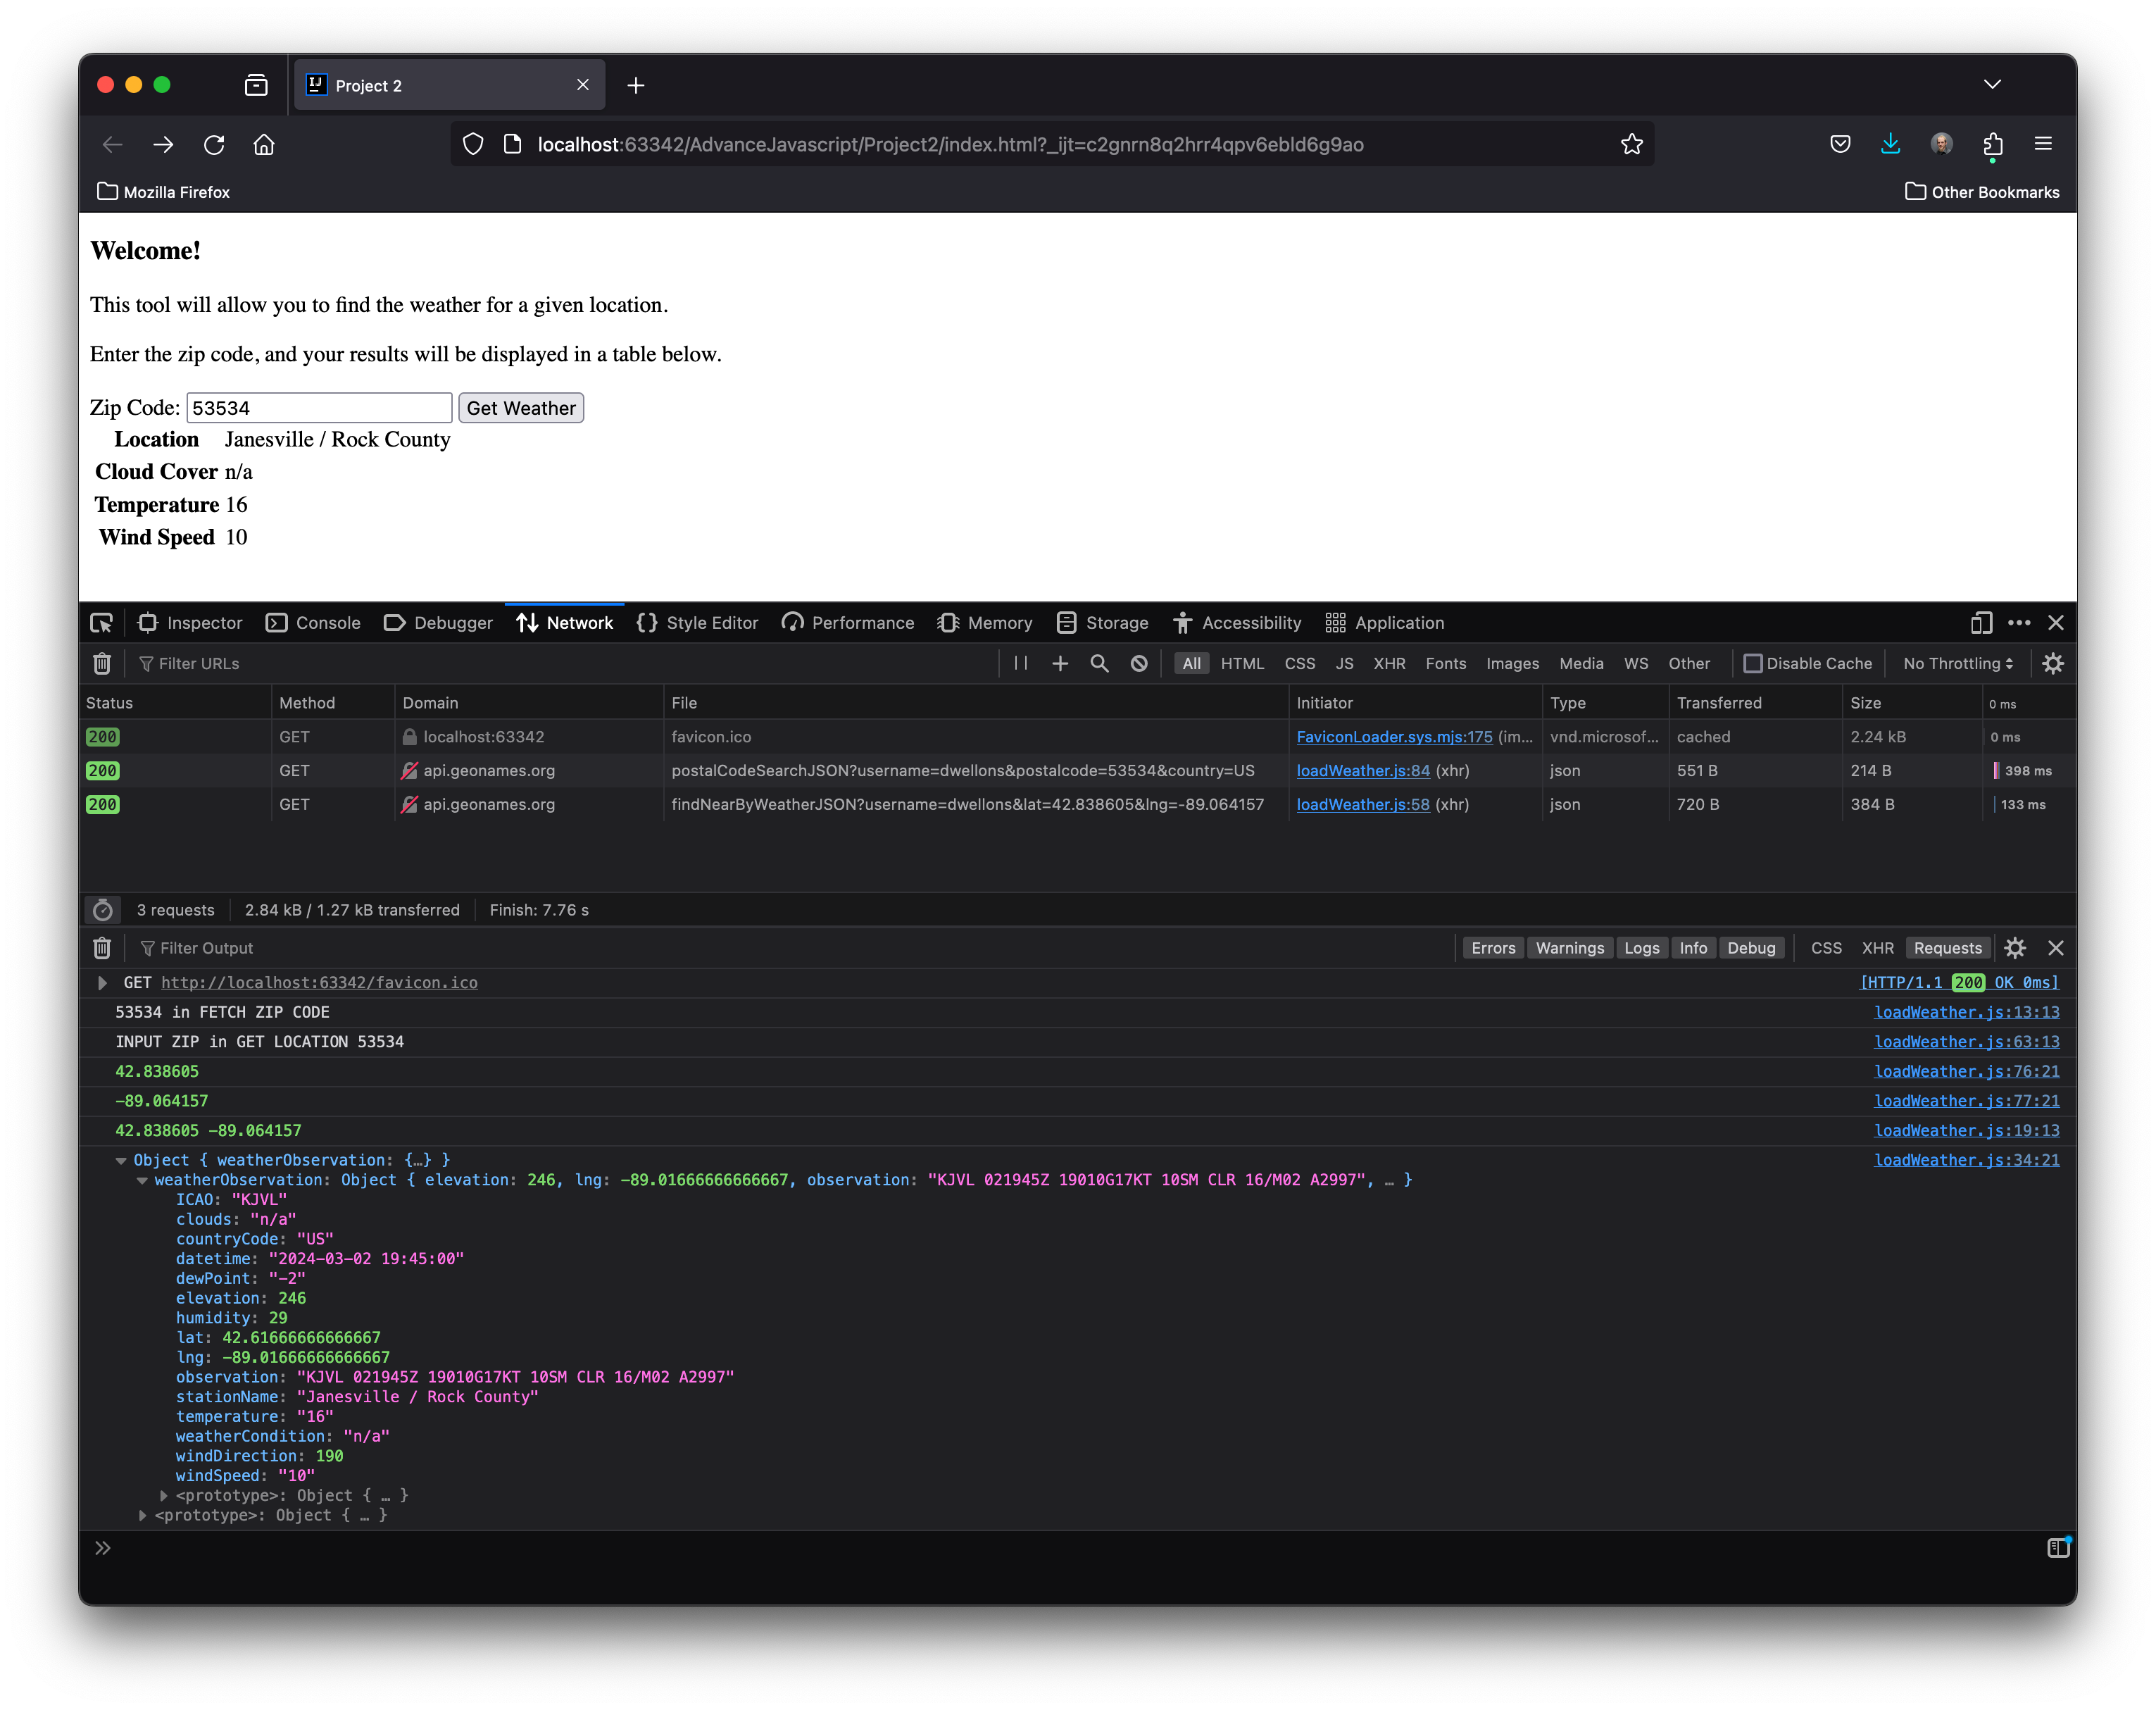 Project 2
localhost:63342/AdvanceJavascript/Project2/index.html?_ijt=c2gnrn8q2hrr4qpv6ebld6g9ao
Mozilla Firefox
Other Bookmarks
Welcome!
This tool will allow you to find the weather for a given location.
Enter the zip code, and your results will be displayed in a table below.
Zip Code: 53534 Get Weather
Location Janesville / Rock County
Cloud Cover n/a
Temperature 16
Wind Speed 10
Inspector Console Debugger Network Style Editor Performance Memory Storage Accessibility Application
Filter URLs All HTML CSS JS XHR Fonts Images Media WS Other Disable Cache No Throttling
Status Method Domain File Initiator Type Transferred Size 0 ms
200 GET localhost:63342 favicon.ico FaviconLoader.sys.mjs:175 (im... vnd.microsof... cached 2.24 kB 0 ms
200 GET api.geonames.org postalCodeSearchJSON?username=dwellons&postalcode=53534&country=US loadWeather.js:84 (xhr) json 551 B 214 B 398 ms
200 GET api.geonames.org findNearByWeatherJSON?username=dwellons&lat=42.838605&lng=-89.064157 loadWeather.js:58 (xhr) json 720 B 384 B 133 ms
3 requests 2.84 kB / 1.27 kB transferred Finish: 7.76 s
Filter Output Errors Warnings Logs Info Debug CSS XHR Requests
GET http://localhost:63342/favicon.ico [HTTP/1.1 200 OK 0ms]
53534 in FETCH ZIP CODE loadWeather.js:13:13
INPUT ZIP in GET LOCATION 53534 loadWeather.js:63:13
42.838605 loadWeather.js:76:21
-89.064157 loadWeather.js:77:21
42.838605 -89.064157 loadWeather.js:19:13
Object { weatherObservation: {…} } loadWeather.js:34:21
weatherObservation: Object { elevation: 246, lng: -89.01666666666667, observation: "KJVL 021945Z 19010G17KT 10SM CLR 16/M02 A2997", … }
ICAO: "KJVL"
clouds: "n/a"
countryCode: "US"
datetime: "2024-03-02 19:45:00"
dewPoint: "-2"
elevation: 246
humidity: 29
lat: 42.61666666666667
lng: -89.01666666666667
observation: "KJVL 021945Z 19010G17KT 10SM CLR 16/M02 A2997"
stationName: "Janesville / Rock County"
temperature: "16"
weatherCondition: "n/a"
windDirection: 190
windSpeed: "10"
<prototype>: Object { … }
<prototype>: Object { … }